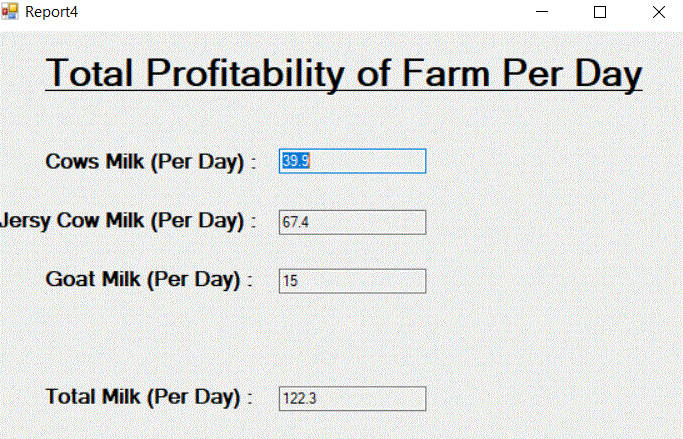 Report4
Total Profitability of Farm Per Day
Cows Milk (Per Day) : 39.9
Jersy Cow Milk (Per Day) : 67.4
Goat Milk (Per Day) : 15
Total Milk (Per Day) : 122.3